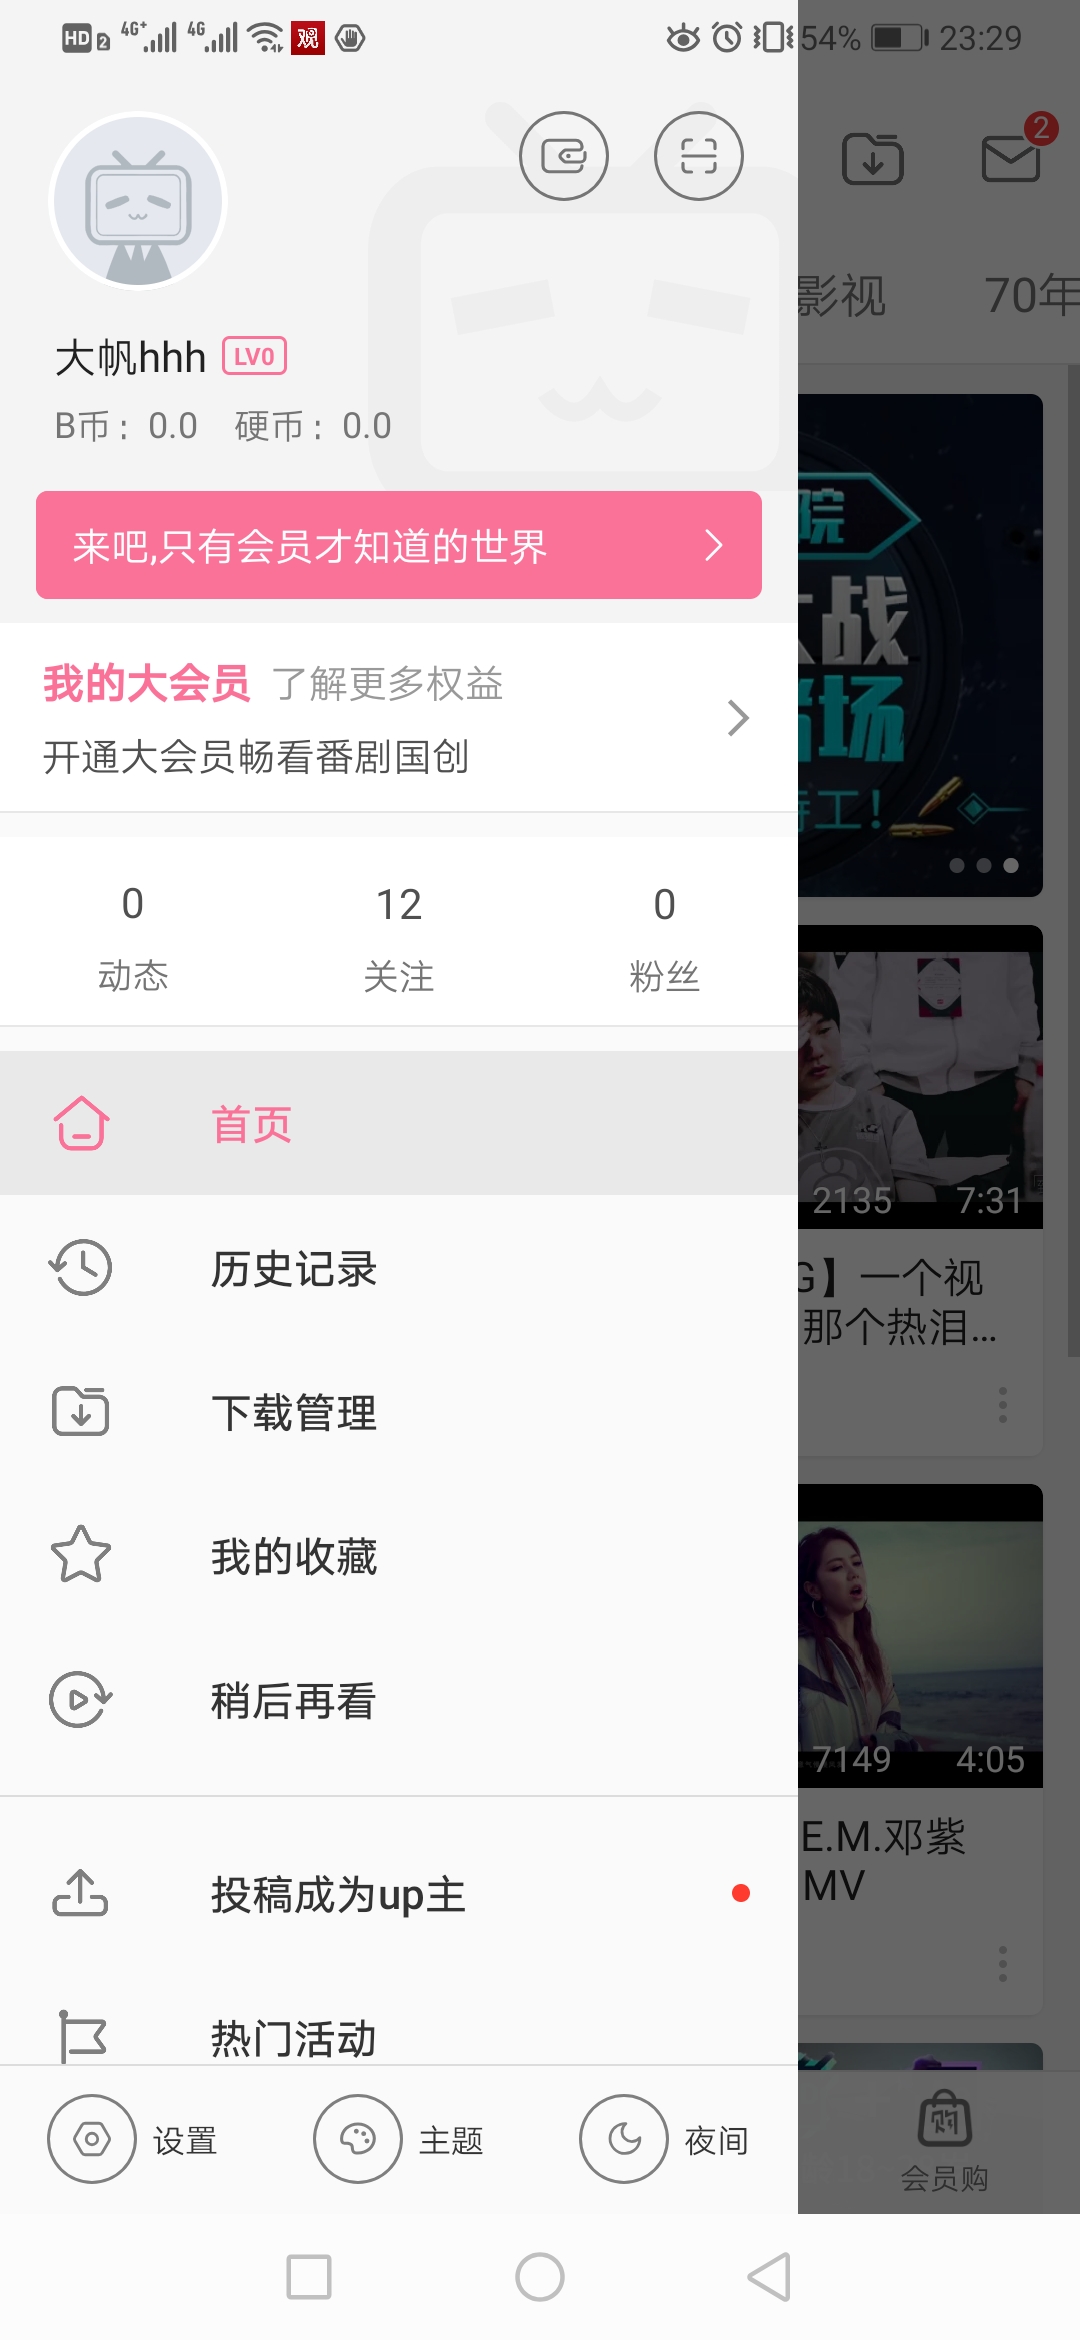 HD 2 4G+ 4G 观 54% 23:29
2
大帆hhh LV0
B币： 0.0 硬币： 0.0
来吧,只有会员才知道的世界
我的大会员 了解更多权益
开通大会员畅看番剧国创
0 12 0
动态 关注 粉丝
首页
历史记录
下载管理
我的收藏
稍后再看
投稿成为up主
热门活动
设置 主题 夜间
影视 70年
院
大战
场
特工!
2135 7:31
G】一个视
那个热泪...
7149 4:05
E.M.邓紫
MV
会员购